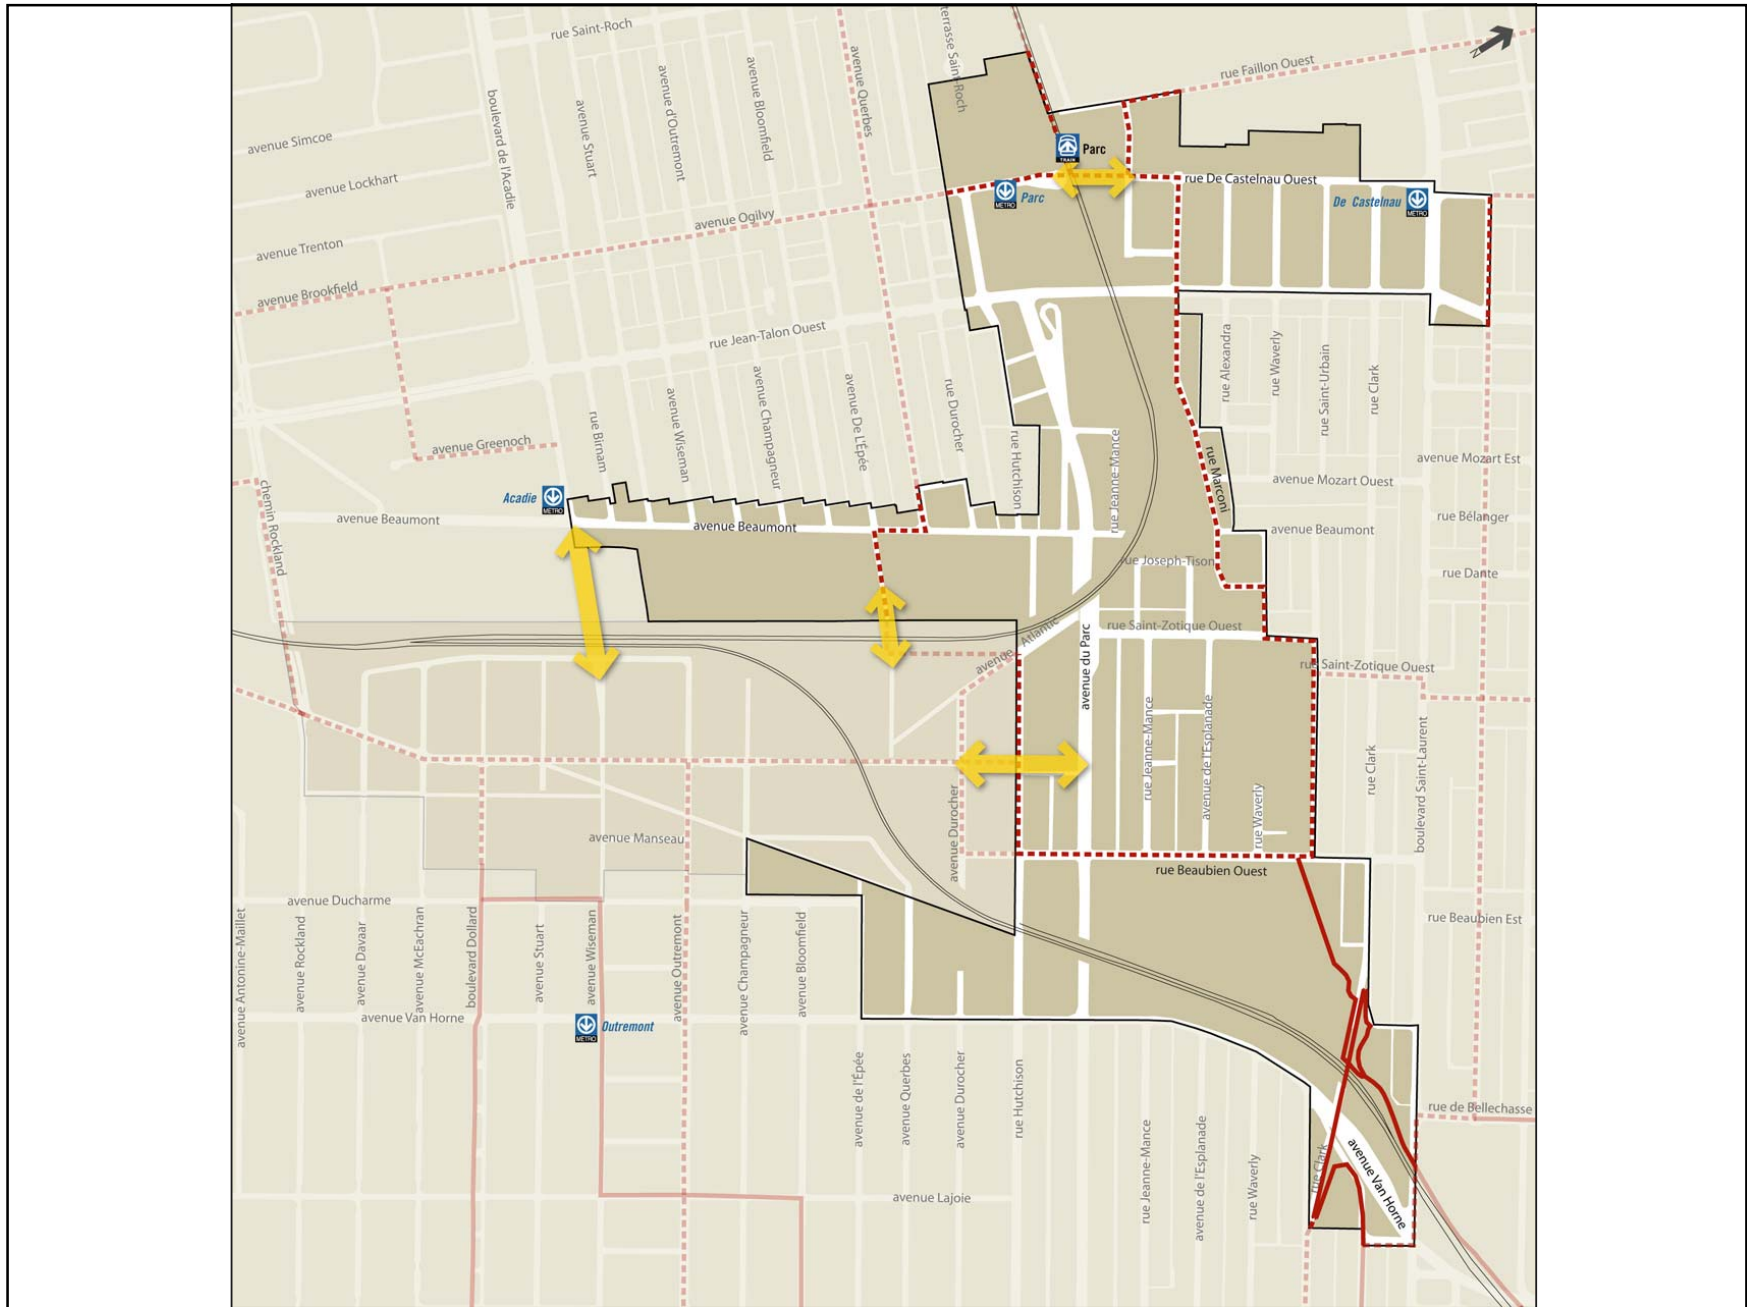 rue Saint-Roch
terrasse Saint-Roch
avenue Querbes
avenue Bloomfield
avenue d'Outremont
avenue Stuart
boulevard de l'Acadie
rue Faillon Ouest
N
avenue Simcoe
avenue Lockhart
avenue Trenton
avenue Brookfield
avenue Ogilvy
TRAIN
Parc
MÉTRO
Parc
rue De Castelnau Ouest
De Castelnau
MÉTRO
rue Jean-Talon Ouest
rue Birnam
avenue Wiseman
avenue Champagneur
avenue De L'Épée
rue Durocher
rue Hutchison
rue Jeanne-Mance
rue Marconi
rue Alexandra
rue Waverly
rue Saint-Urbain
rue Clark
avenue Greenoch
chemin Rockland
Acadie
MÉTRO
avenue Beaumont
avenue Beaumont
avenue Mozart Ouest
avenue Mozart Est
avenue Beaumont
rue Bélanger
rue Dante
rue Joseph-Tison
rue Saint-Zotique Ouest
rue Saint-Zotique Ouest
avenue Atlantic
avenue du Parc
rue Jeanne-Mance
avenue de l'Esplanade
rue Waverly
rue Clark
boulevard Saint-Laurent
avenue Durocher
avenue Manseau
rue Beaubien Ouest
rue Beaubien Est
avenue Ducharme
avenue Antonine-Maillet
avenue Rockland
avenue Davaar
avenue McEachran
boulevard Dollard
avenue Stuart
avenue Wiseman
avenue Outremont
avenue Champagneur
avenue Bloomfield
avenue Van Horne
MÉTRO
Outremont
avenue de l'Épée
avenue Querbes
avenue Durocher
rue Hutchison
rue Jeanne-Mance
avenue de l'Esplanade
rue Waverly
rue Clark
avenue Van Horne
rue de Bellechasse
avenue Lajoie